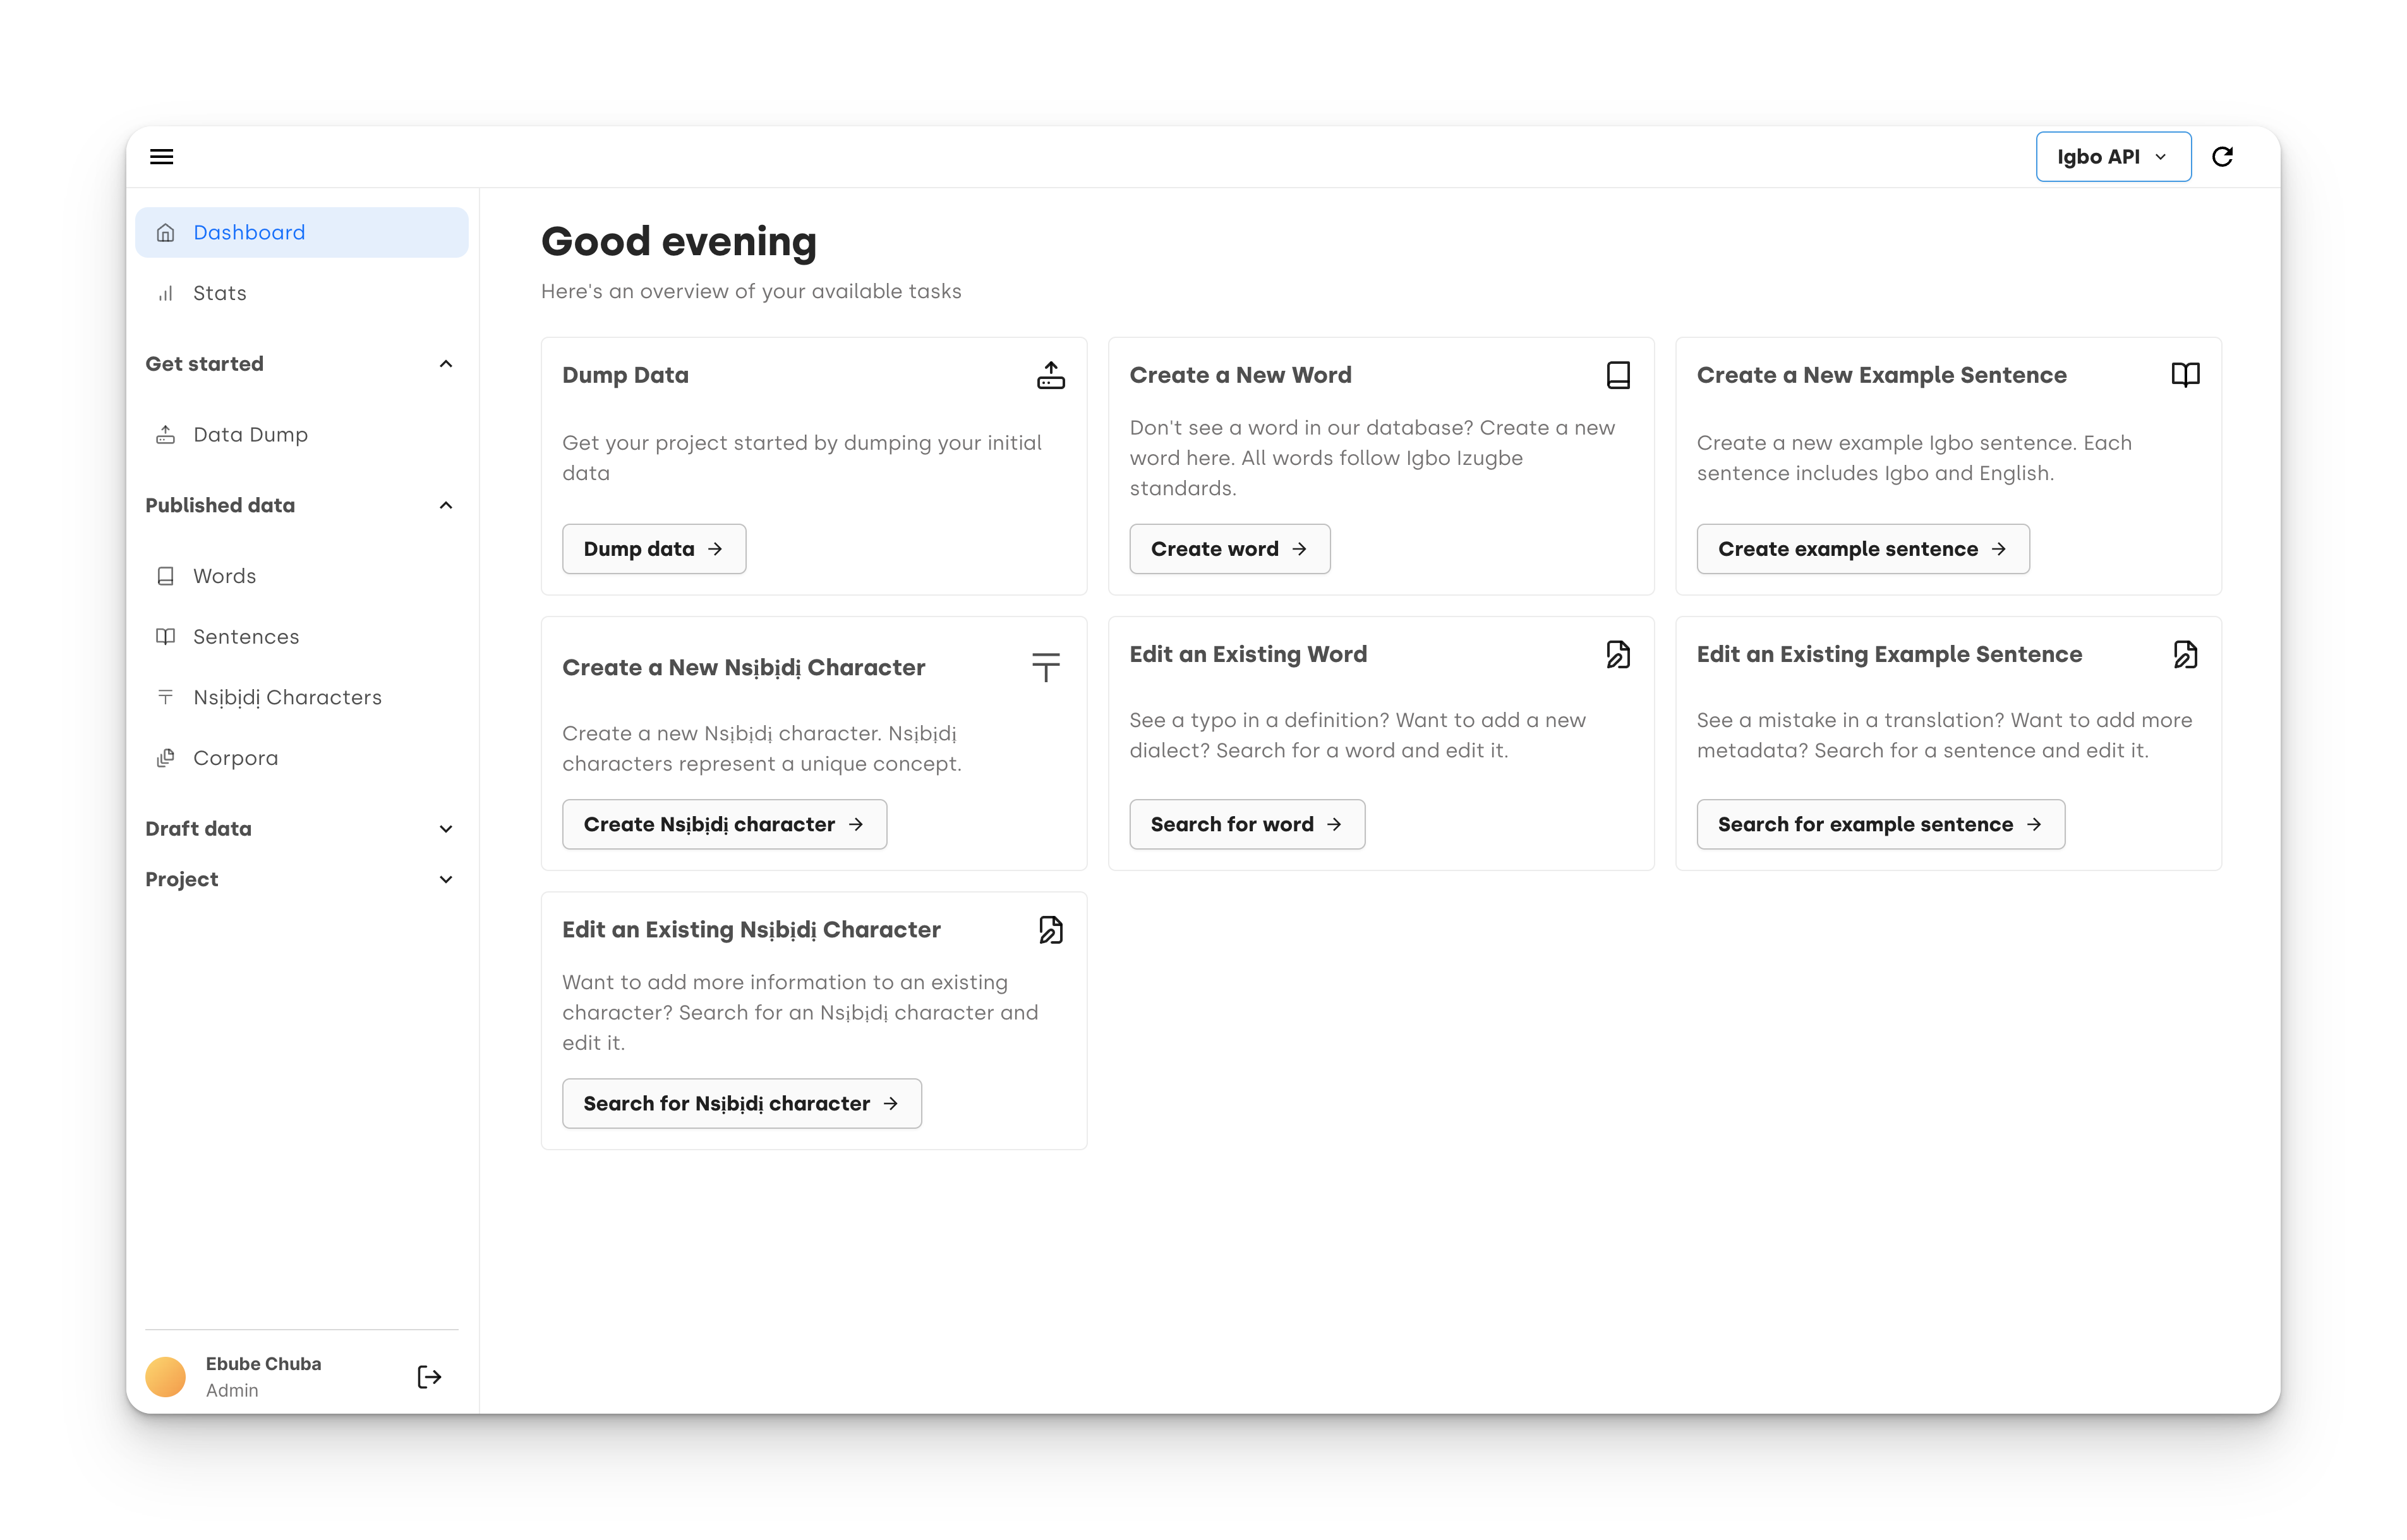 Igbo API
Dashboard
Stats
Get started
Data Dump
Published data
Words
Sentences
Nsịbịdị Characters
Corpora
Draft data
Project
Ebube Chuba
Admin
Good evening
Here's an overview of your available tasks
Dump Data
Get your project started by dumping your initial
data
Dump data
Create a New Word
Don't see a word in our database? Create a new
word here. All words follow Igbo Izugbe
standards.
Create word
Create a New Example Sentence
Create a new example Igbo sentence. Each
sentence includes Igbo and English.
Create example sentence
Create a New Nsịbịdị Character
Create a new Nsịbịdị character. Nsịbịdị
characters represent a unique concept.
Create Nsịbịdị character
Edit an Existing Word
See a typo in a definition? Want to add a new
dialect? Search for a word and edit it.
Search for word
Edit an Existing Example Sentence
See a mistake in a translation? Want to add more
metadata? Search for a sentence and edit it.
Search for example sentence
Edit an Existing Nsịbịdị Character
Want to add more information to an existing
character? Search for an Nsịbịdị character and
edit it.
Search for Nsịbịdị character